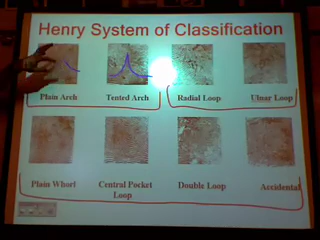 Henry System of Classification
Plain Arch
Tented Arch
Radial Loop
Ulnar Loop
Plain Whorl
Central Pocket
Loop
Double Loop
Accidental